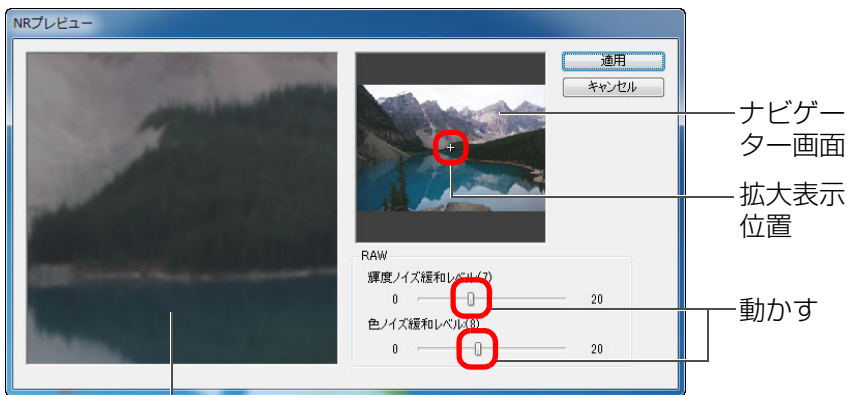 NRプレビュー
適用
キャンセル
ナビゲー
ター画面
拡大表示
位置
RAW
輝度ノイズ緩和レベル(7)
0
20
色ノイズ緩和レベル(8)
0
20
動かす